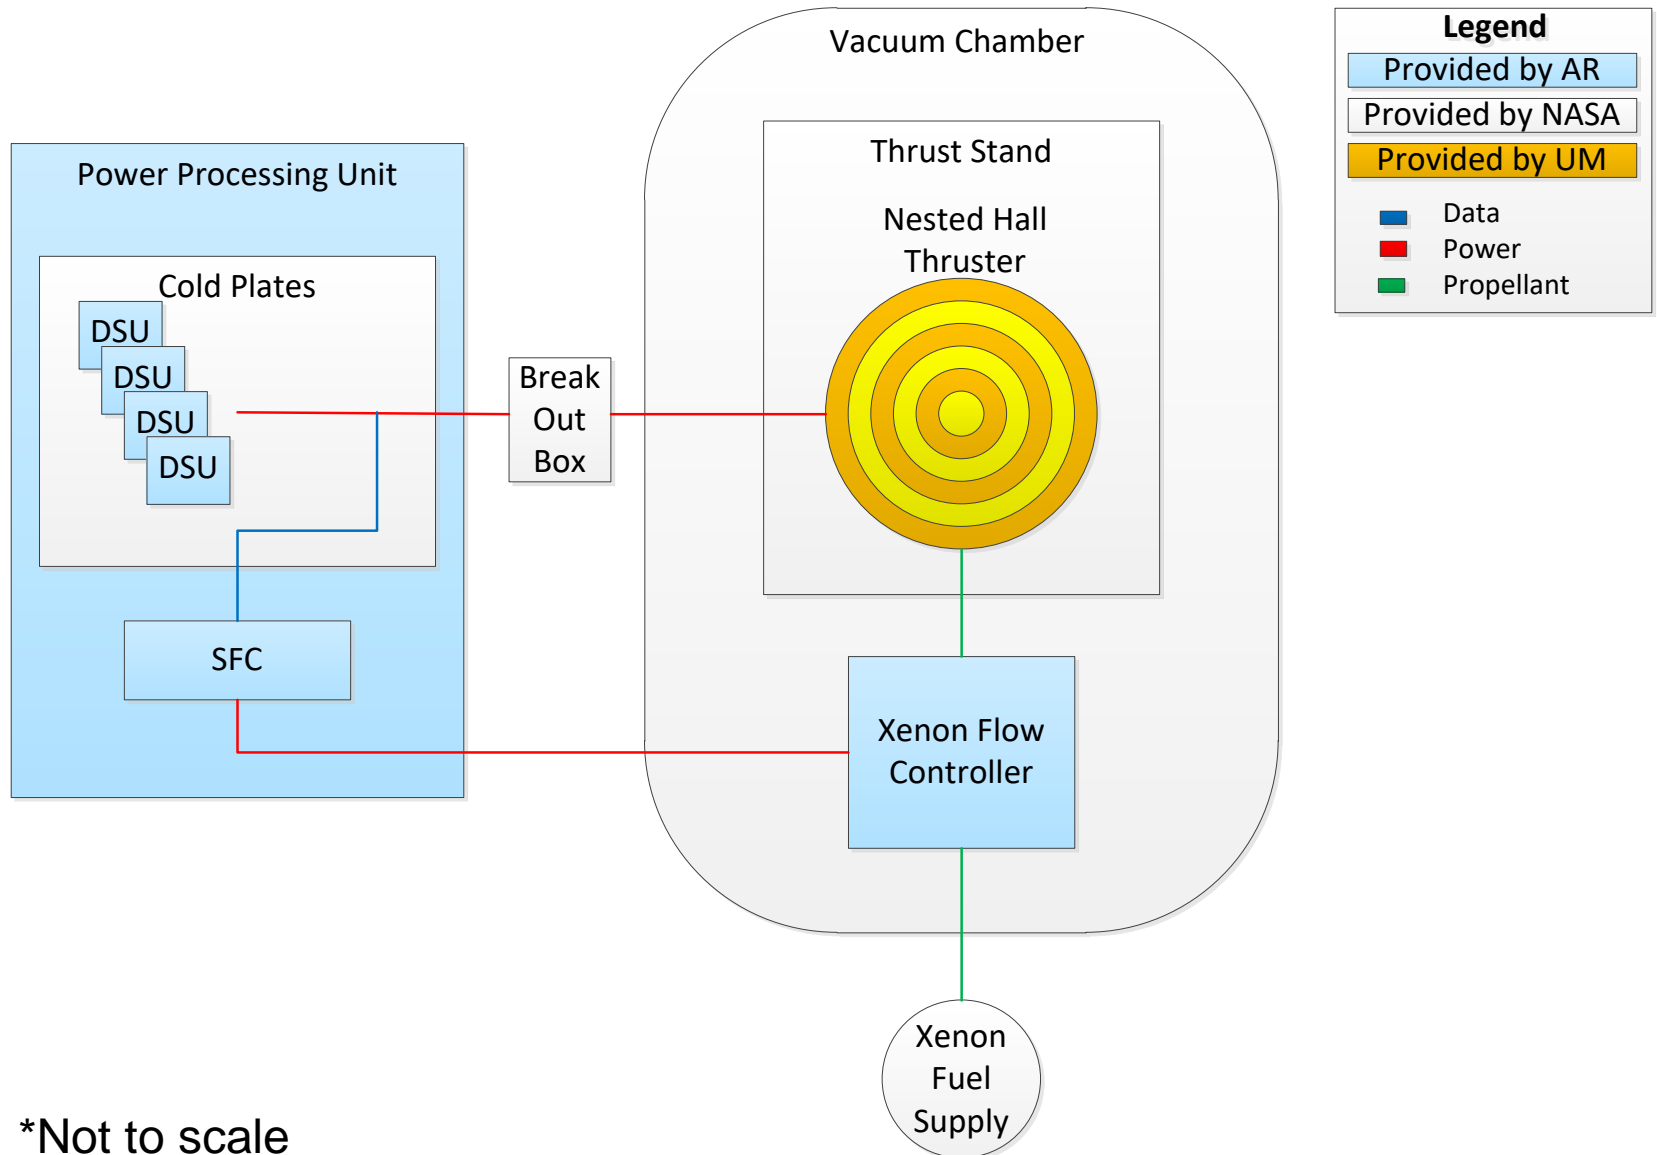 Vacuum Chamber
Legend
Provided by AR
Provided by NASA
Provided by UM
Data
Power
Propellant
Power Processing Unit
Cold Plates
DSU
DSU
DSU
DSU
SFC
Break
Out
Box
Thrust Stand
Nested Hall
Thruster
Xenon Flow
Controller
Xenon
Fuel
Supply
*Not to scale